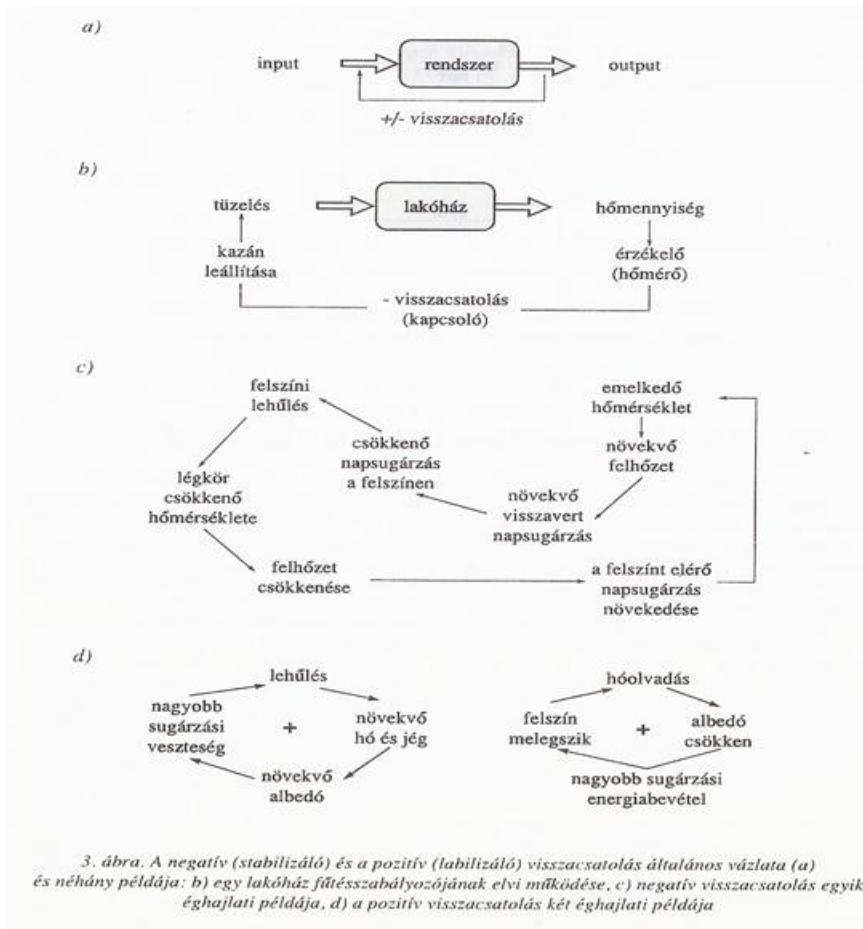 a)
input
rendszer
output
+/- visszacsatolás
b)
tüzelés
lakóház
hőmennyiség
kazán
leállítása
érzékelő
(hőmérő)
- visszacsatolás
(kapcsoló)
c)
felszíni
lehűlés
emelkedő
hőmérséklet
csökkenő
napsugárzás
a felszínen
növekvő
felhőzet
légkör
csökkenő
hőmérséklete
növekvő
visszavert
napsugárzás
felhőzet
csökkenése
a felszínt elérő
napsugárzás
növekedése
d)
lehűlés
nagyobb
sugárzási
veszteség
+
növekvő
hó és jég
növekvő
albedó
hóolvadás
felszín
melegszik
+
albedó
csökken
nagyobb sugárzási
energiabevétel
3. ábra. A negatív (stabilizáló) és a pozitív (labilizáló) visszacsatolás általános vázlata (a)
és néhány példája: b) egy lakóház fűtésszabályozójának elvi működése, c) negatív visszacsatolás egyik
éghajlati példája, d) a pozitív visszacsatolás két éghajlati példája